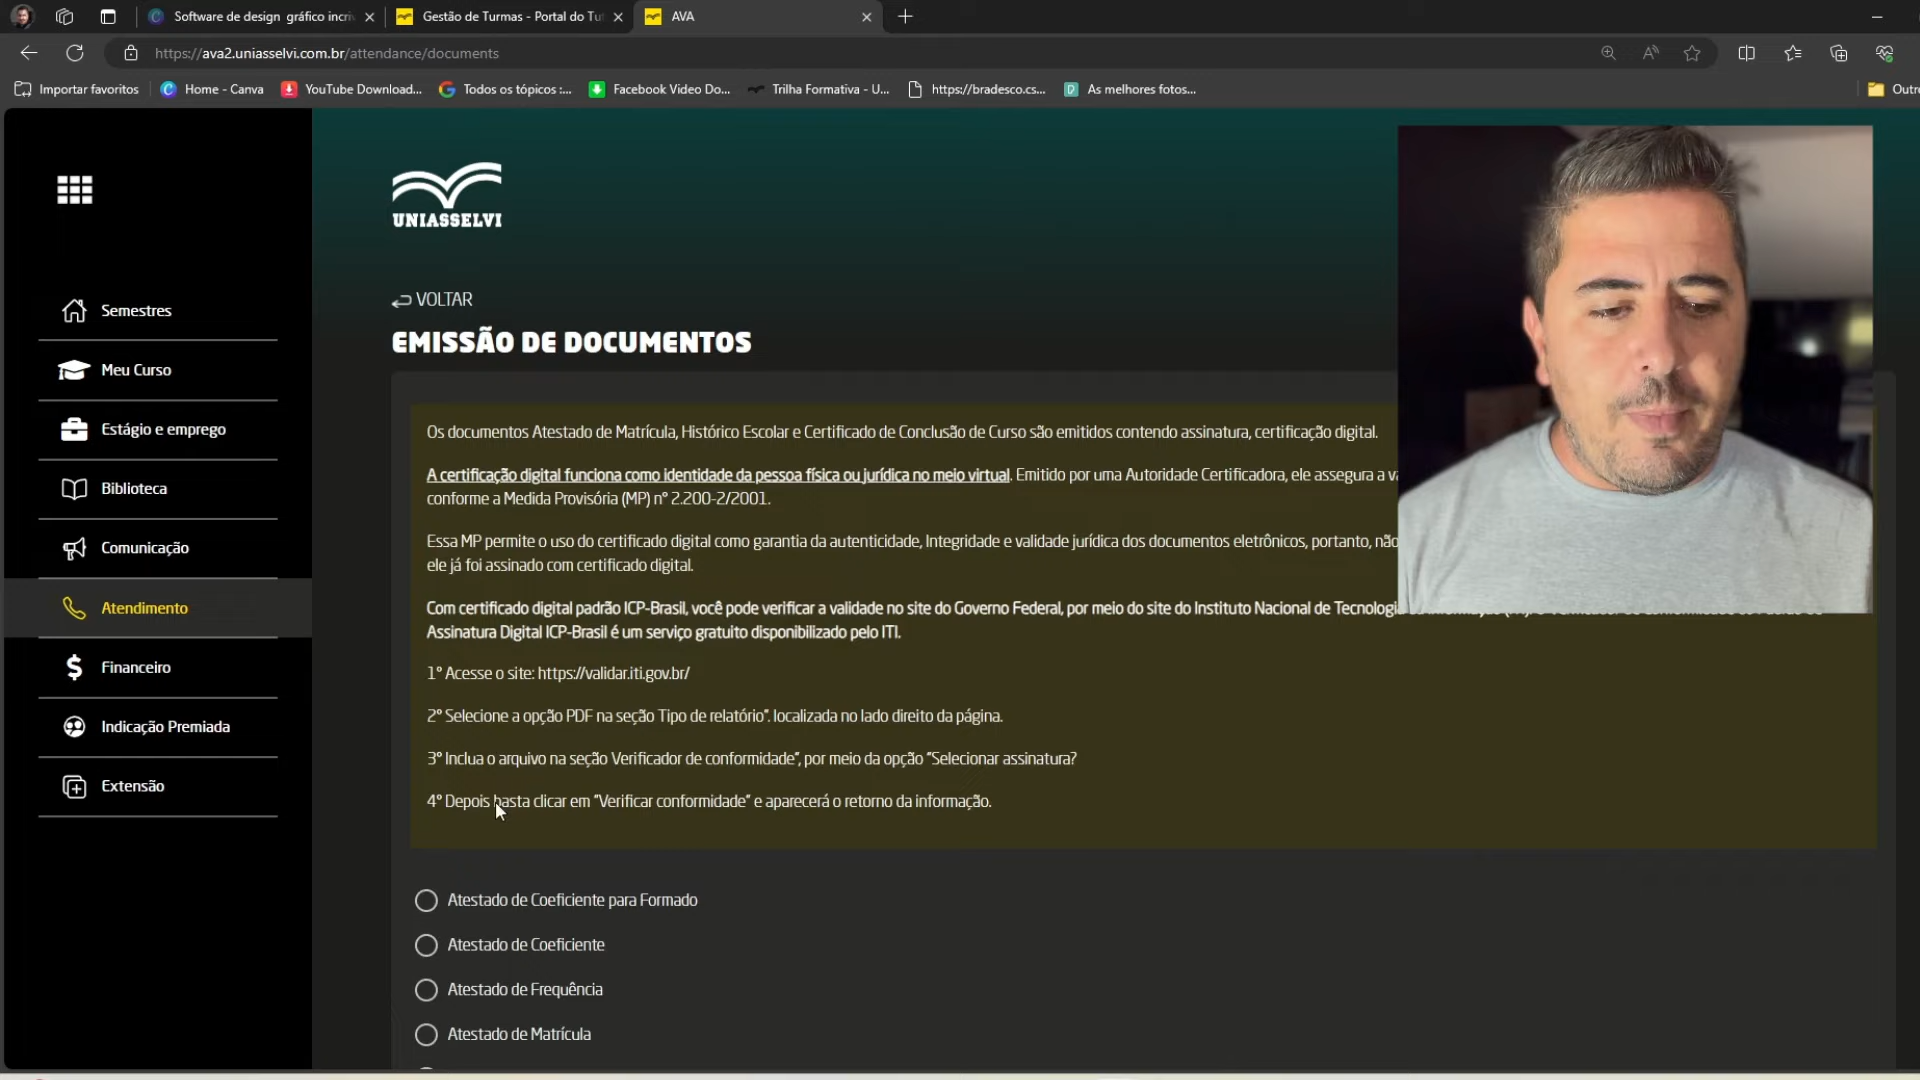 Software de design gráfico incri
Gestão de Turmas - Portal do Tu
AVA
https://ava2.uniasselvi.com.br/attendance/documents
Importar favoritos
Home - Canva
YouTube Download...
Todos os tópicos :...
Facebook Video Do...
Trilha Formativa - U...
https://bradesco.cs...
As melhores fotos...
Outro
UNIASSELVI
VOLTAR
EMISSÃO DE DOCUMENTOS
Semestres
Meu Curso
Estágio e emprego
Biblioteca
Comunicação
Atendimento
Financeiro
Indicação Premiada
Extensão
Os documentos Atestado de Matrícula, Histórico Escolar e Certificado de Conclusão de Curso são emitidos contendo assinatura, certificação digital.
A certificação digital funciona como identidade da pessoa física ou jurídica no meio virtual. Emitido por uma Autoridade Certificadora, ele assegura a va
conforme a Medida Provisória (MP) nº 2.200-2/2001.
Essa MP permite o uso do certificado digital como garantia da autenticidade, Integridade e validade jurídica dos documentos eletrônicos, portanto, não
ele já foi assinado com certificado digital.
Com certificado digital padrão ICP-Brasil, você pode verificar a validade no site do Governo Federal, por meio do site do Instituto Nacional de Tecnologi
Assinatura Digital ICP-Brasil é um serviço gratuito disponibilizado pelo ITI.
1º Acesse o site: https://validar.iti.gov.br/
2º Selecione a opção PDF na seção Tipo de relatório". localizada no lado direito da página.
3º Inclua o arquivo na seção Verificador de conformidade", por meio da opção "Selecionar assinatura?
4º Depois basta clicar em "Verificar conformidade" e aparecerá o retorno da informação.
Atestado de Coeficiente para Formado
Atestado de Coeficiente
Atestado de Frequência
Atestado de Matrícula